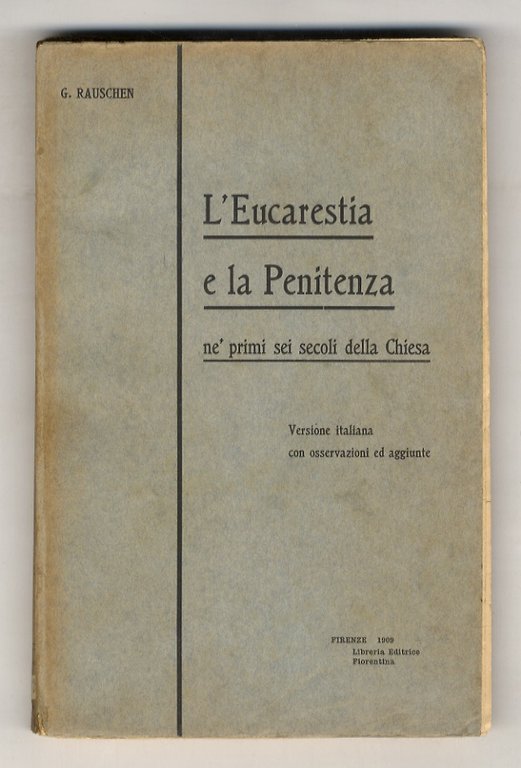 G. RAUSCHEN
L'Eucarestia
e la Penitenza
ne' primi sei secoli della Chiesa
Versione italiana
con osservazioni ed aggiunte
FIRENZE 1909
Libreria Editrice
Fiorentina